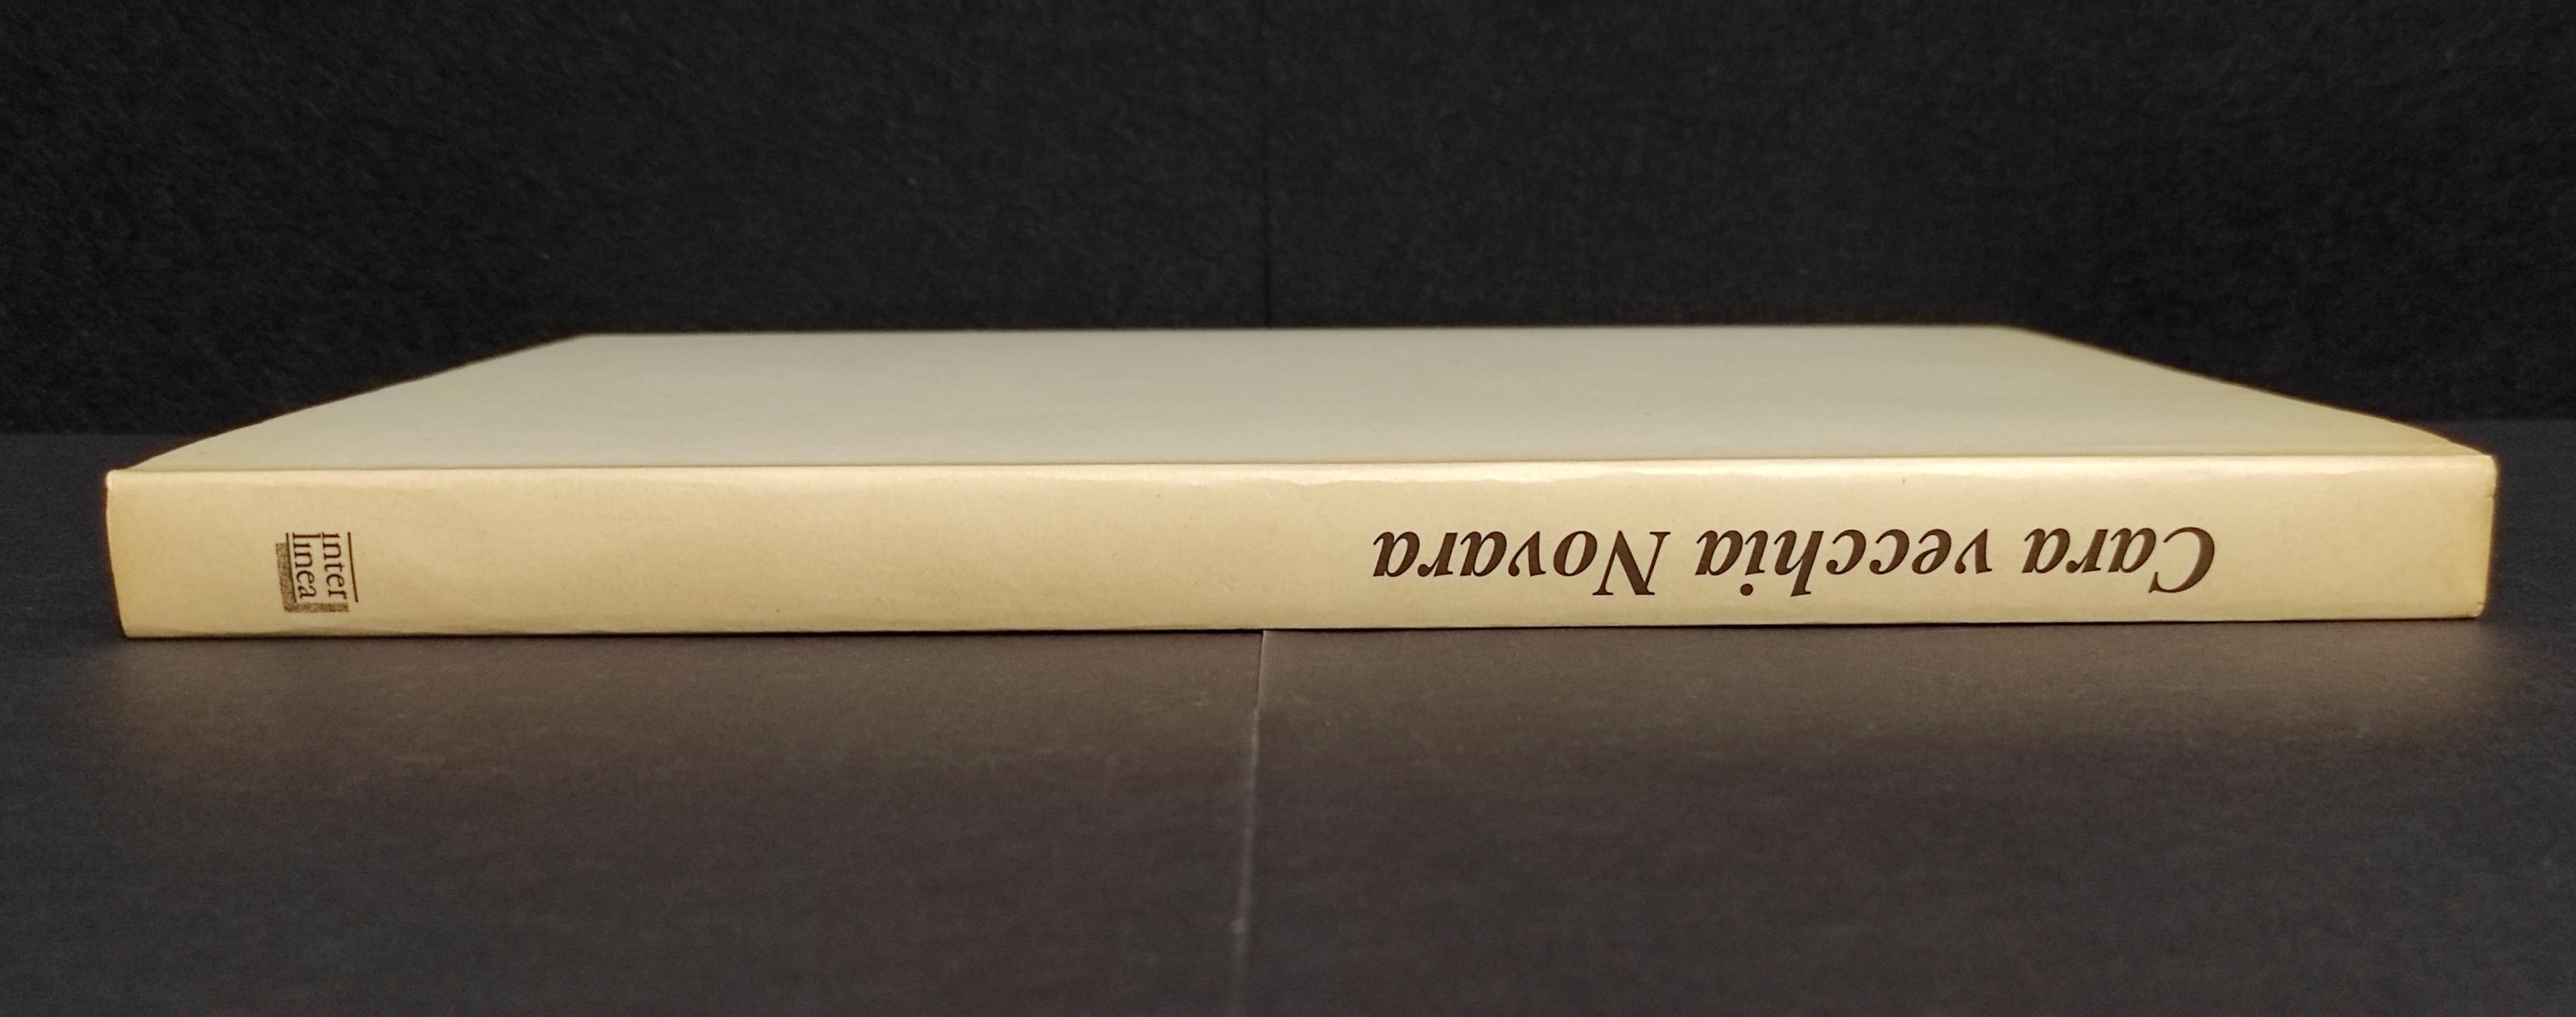 Cara vecchia Novara
inter
linea